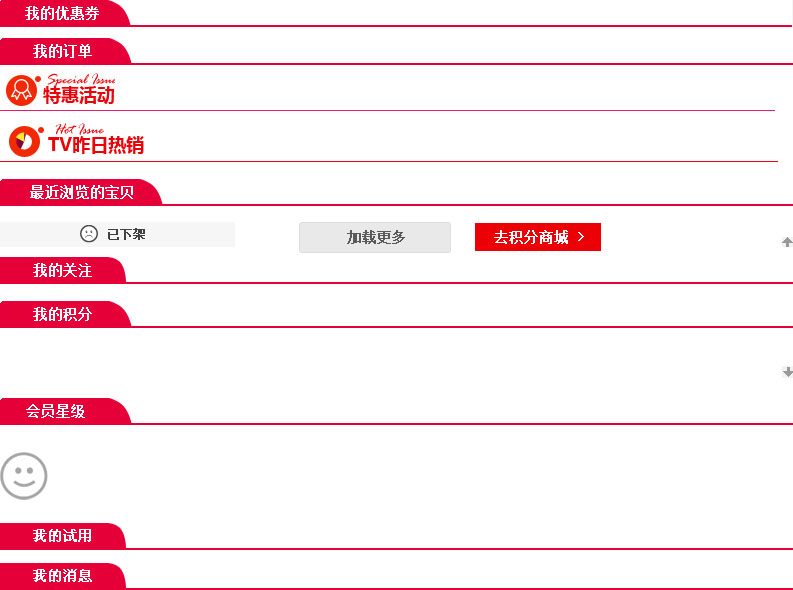 我的优惠券
我的订单
Special Issue
特惠活动
Hot Issue
TV昨日热销
最近浏览的宝贝
已下架
加载更多
去积分商城 >
我的关注
我的积分
会员星级
我的试用
我的消息